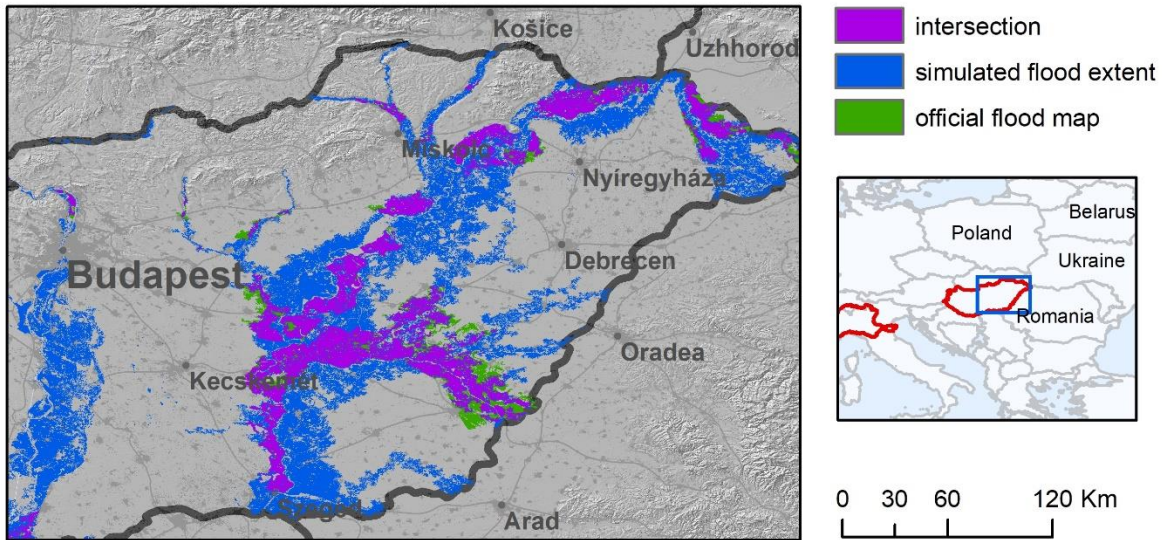 Košice
Uzhhorod
Miskolc
Nyíregyháza
Budapest
Debrecen
Oradea
Kecskemét
Szeged
Arad
intersection
simulated flood extent
official flood map
Belarus
Poland
Ukraine
Romania
0 30 60 120 Km